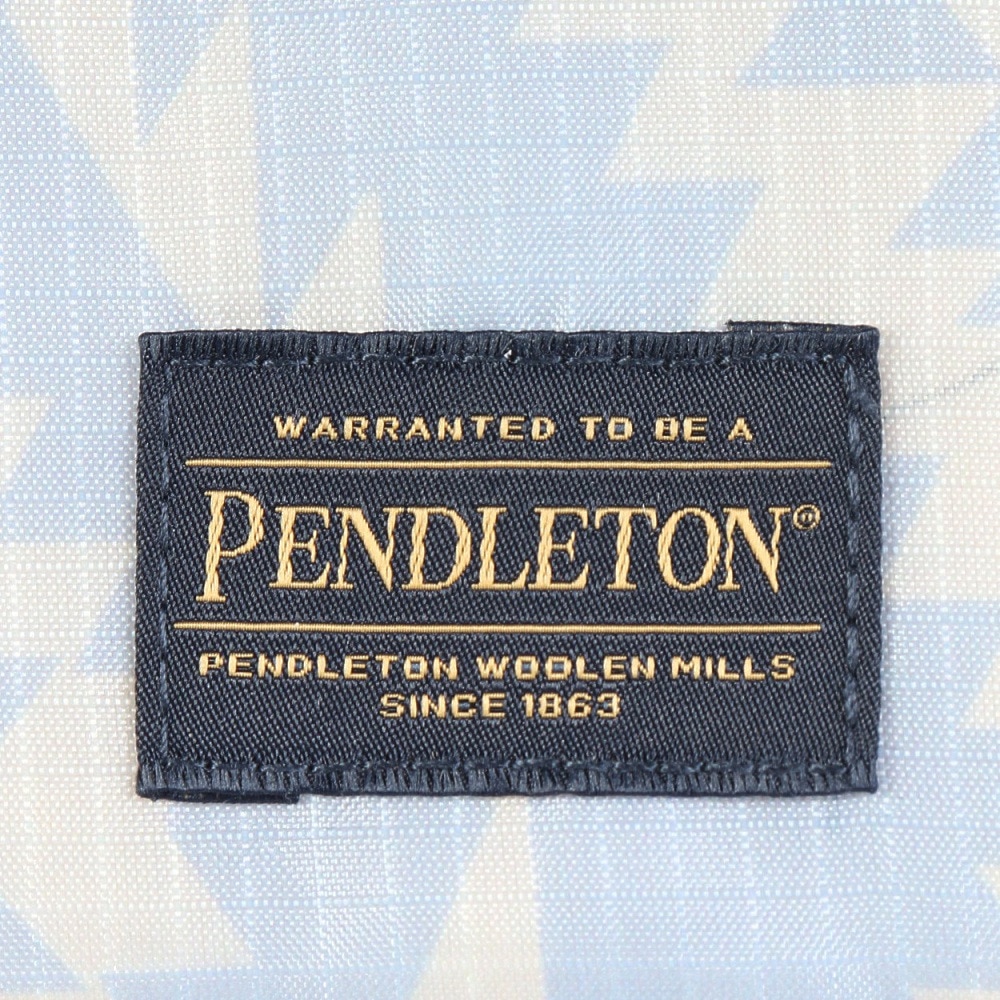 WARRANTED TO BE A
PENDLETON®
PENDLETON WOOLEN MILLS
SINCE 1863